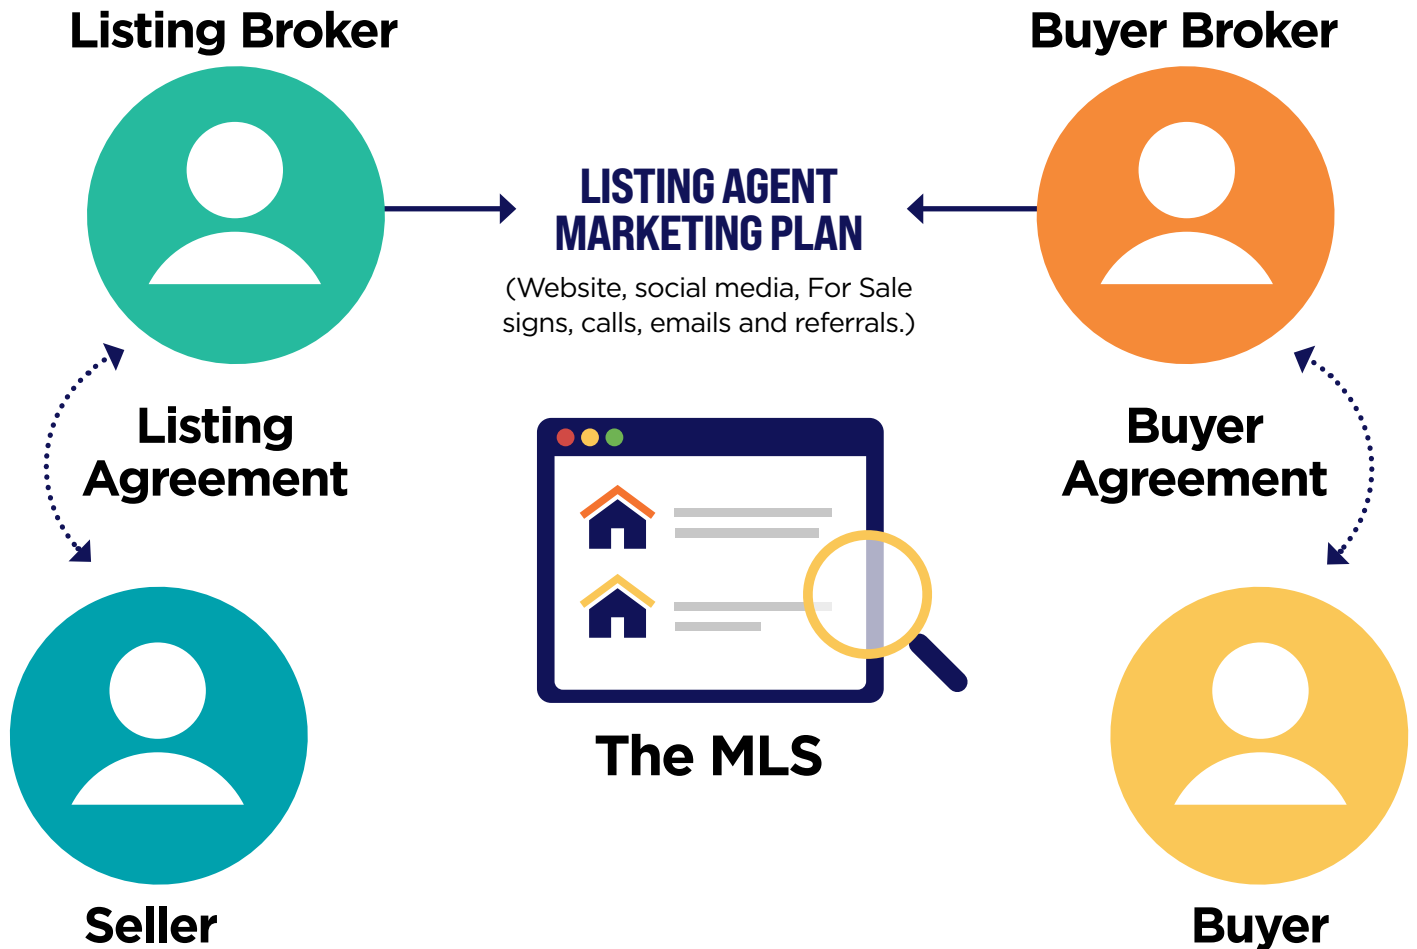 Listing Broker
Buyer Broker
LISTING AGENT
MARKETING PLAN
(Website, social media, For Sale
signs, calls, emails and referrals.)
Listing
Agreement
Buyer
Agreement
The MLS
Seller
Buyer